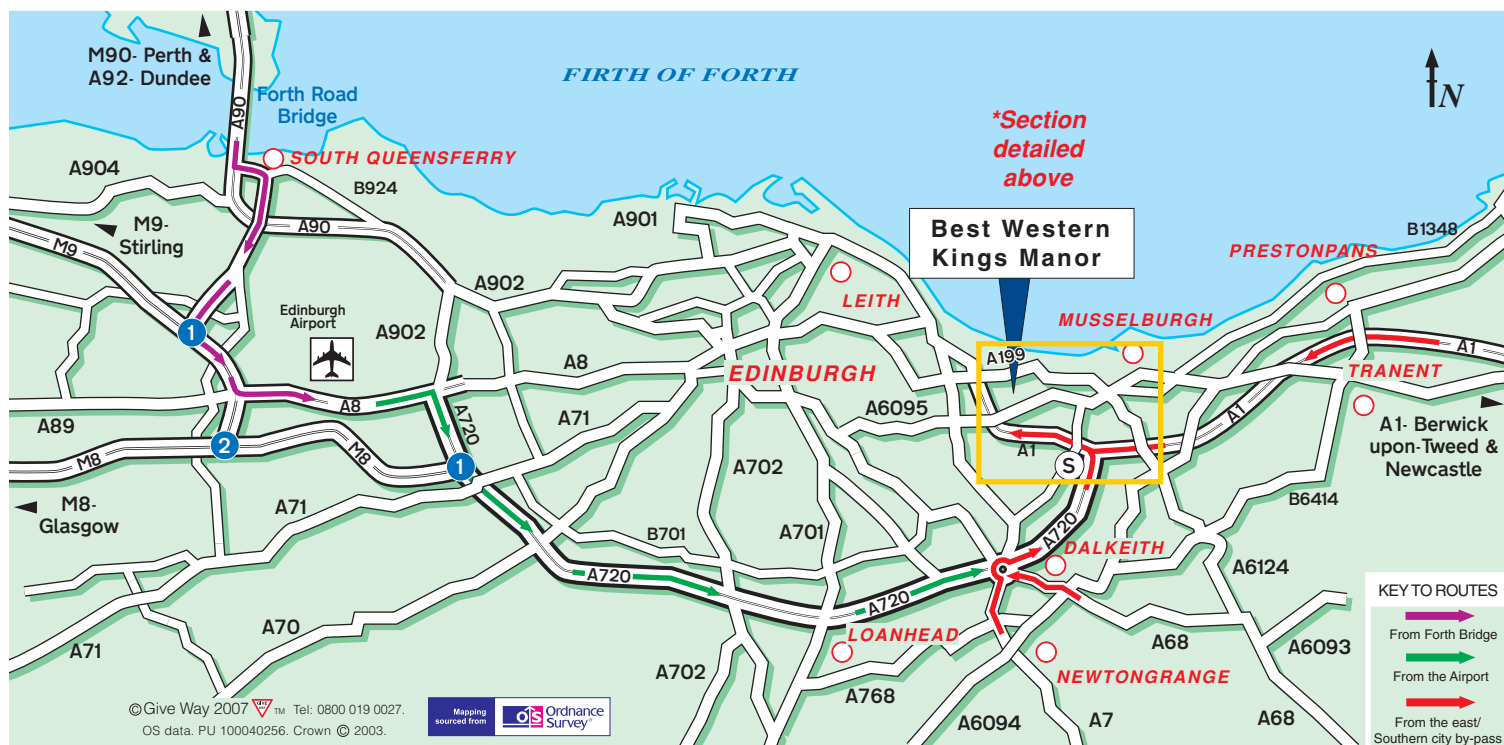 M90- Perth &
A92- Dundee
FIRTH OF FORTH
N
Forth Road
Bridge
A90
*Section
detailed
above
SOUTH QUEENSFERRY
A904
B924
A901
M9-
Stirling
A90
M9
Best Western
Kings Manor
B1348
PRESTONPANS
A902
LEITH
Edinburgh
Airport
A902
MUSSELBURGH
1
A199
A1
A8
EDINBURGH
TRANENT
A8
A720
A71
A6095
A1
A89
A1
A1- Berwick
upon-Tweed &
Newcastle
2
M8
M8
1
A702
S
M8-
Glasgow
A71
B6414
B701
A701
A720
DALKEITH
A720
A6124
A720
KEY TO ROUTES
From Forth Bridge
From the Airport
From the east/
Southern city by-pass
A70
A71
LOANHEAD
A68
A6093
A702
NEWTONGRANGE
A768
A6094
A7
A68
© Give Way 2007 GIVE WAY TM Tel: 0800 019 0027.
OS data. PU 100040256. Crown © 2003.
Mapping
sourced from
OS Ordnance
Survey®